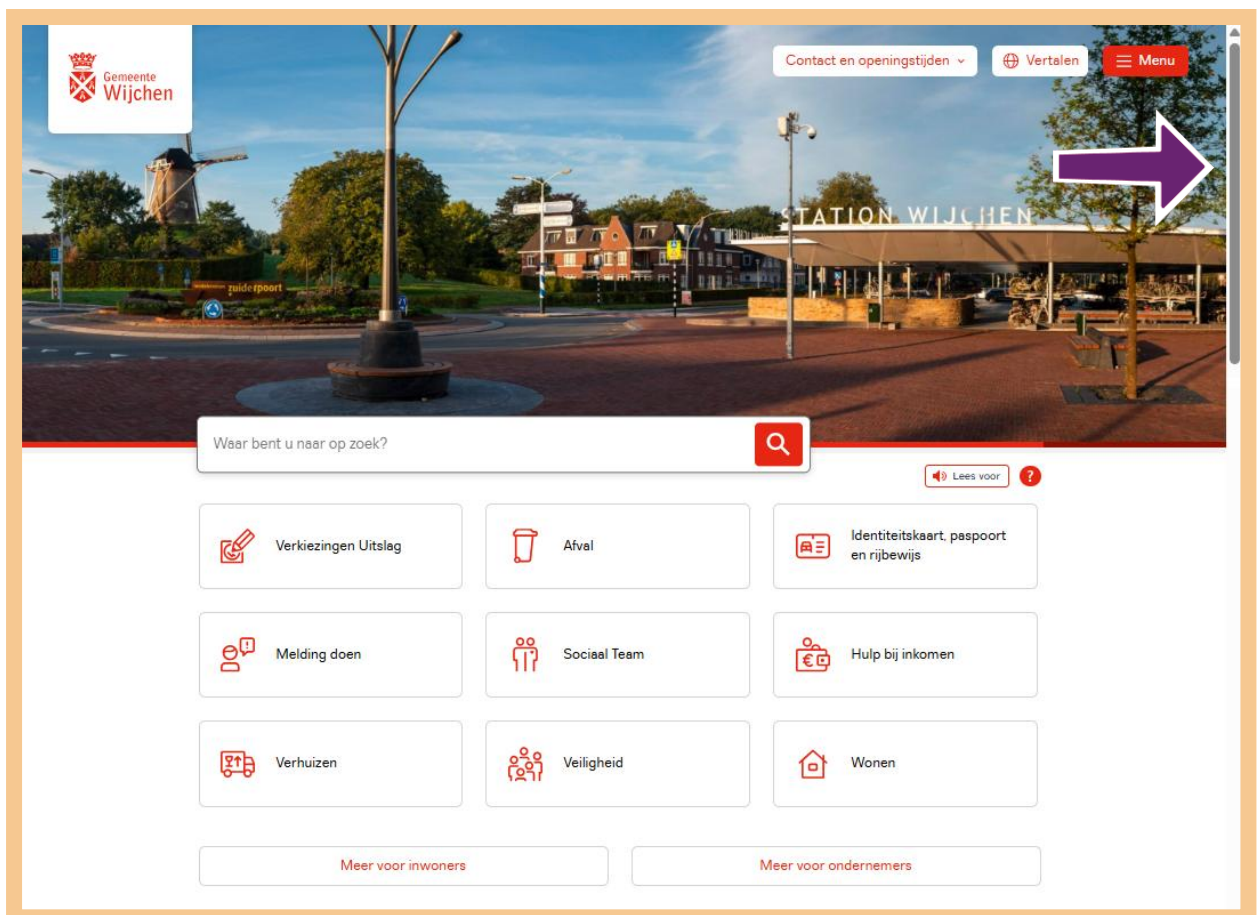 Gemeente
Wijchen
Contact en openingstijden
Vertalen
Menu
STATION WIJCHEN
zuiderpoort
Waar bent u naar op zoek?
Lees voor
?
Verkiezingen Uitslag
Afval
Identiteitskaart, paspoort
en rijbewijs
Melding doen
Sociaal Team
Hulp bij inkomen
Verhuizen
Veiligheid
Wonen
Meer voor inwoners
Meer voor ondernemers